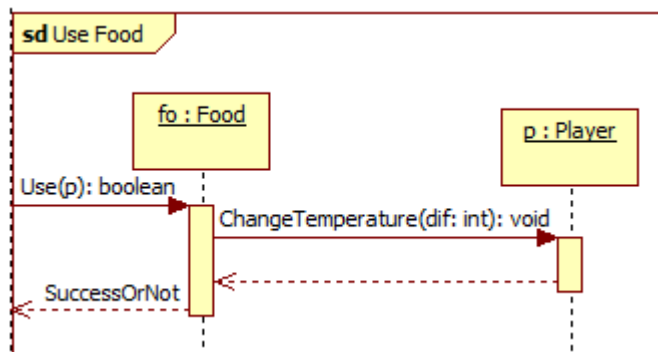 sd Use Food
fo : Food
p : Player
Use(p): boolean
ChangeTemperature(dif: int): void
SuccessOrNot